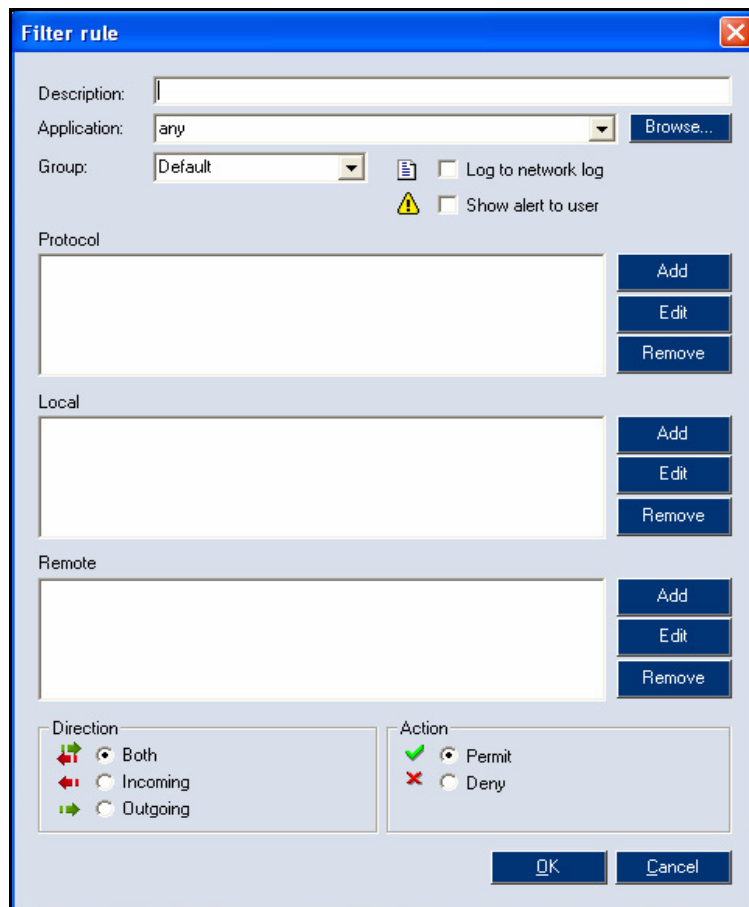 Filter rule
Description:
Application: any Browse...
Group: Default Log to network log
Show alert to user
Protocol
Add
Edit
Remove
Local
Add
Edit
Remove
Remote
Add
Edit
Remove
Direction
Both
Incoming
Outgoing
Action
Permit
Deny
OK Cancel